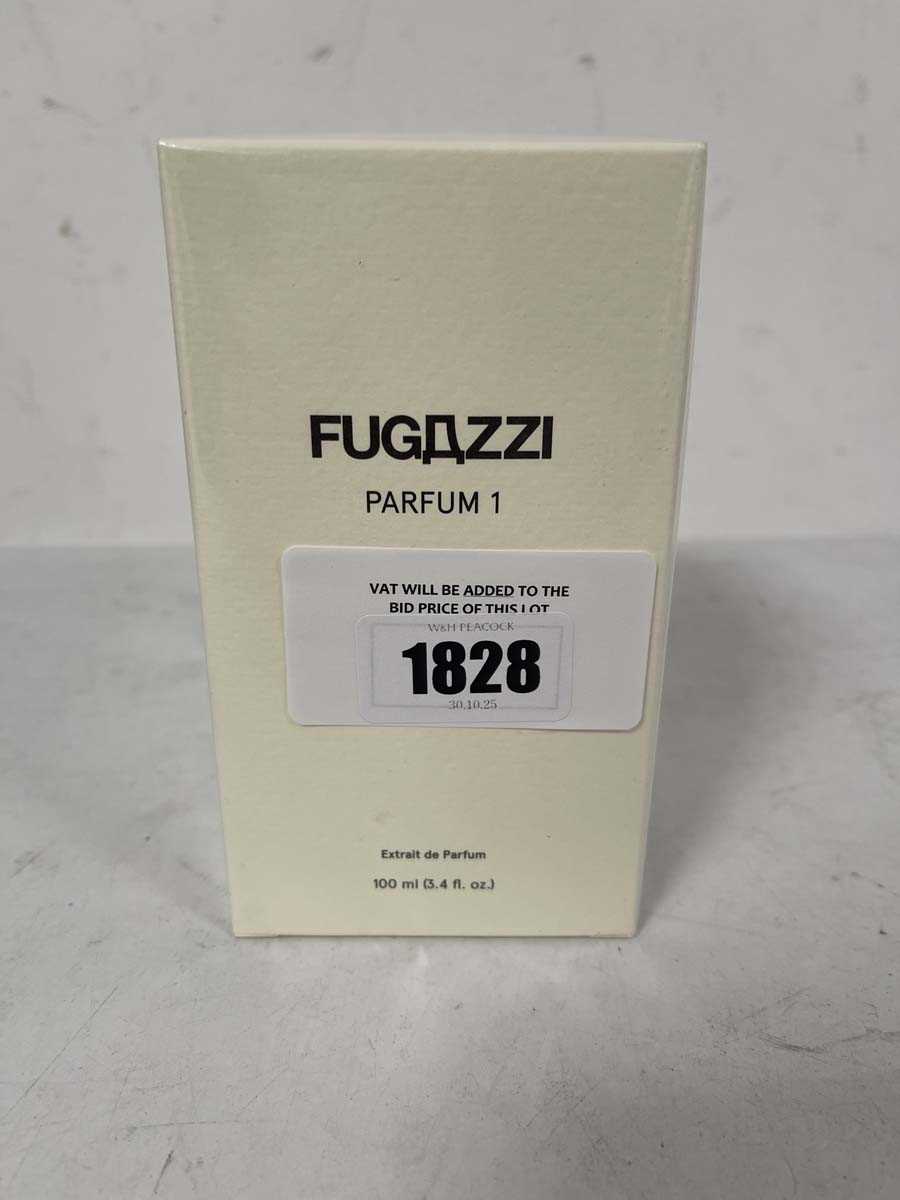 FUGДZZI
PARFUM 1
VAT WILL BE ADDED TO THE
BID PRICE OF THIS LOT
W&H PEACOCK
1828
30.10.25
Extrait de Parfum
100 ml (3.4 fl. oz.)